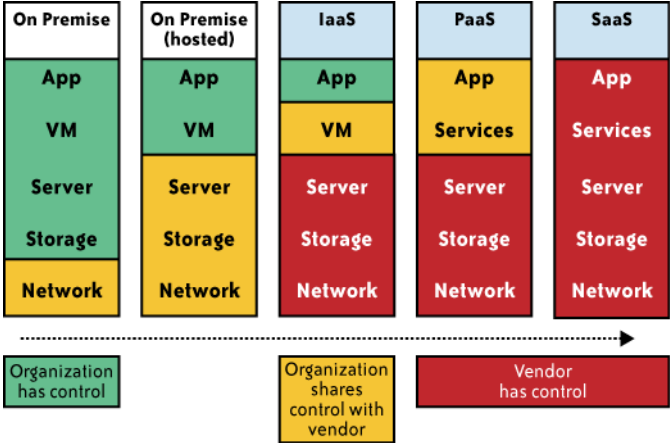 On Premise
App
VM
Server
Storage
Network
On Premise
(hosted)
App
VM
Server
Storage
Network
IaaS
App
VM
Server
Storage
Network
PaaS
App
Services
Server
Storage
Network
SaaS
App
Services
Server
Storage
Network
Organization
has control
Organization
shares
control with
vendor
Vendor
has control